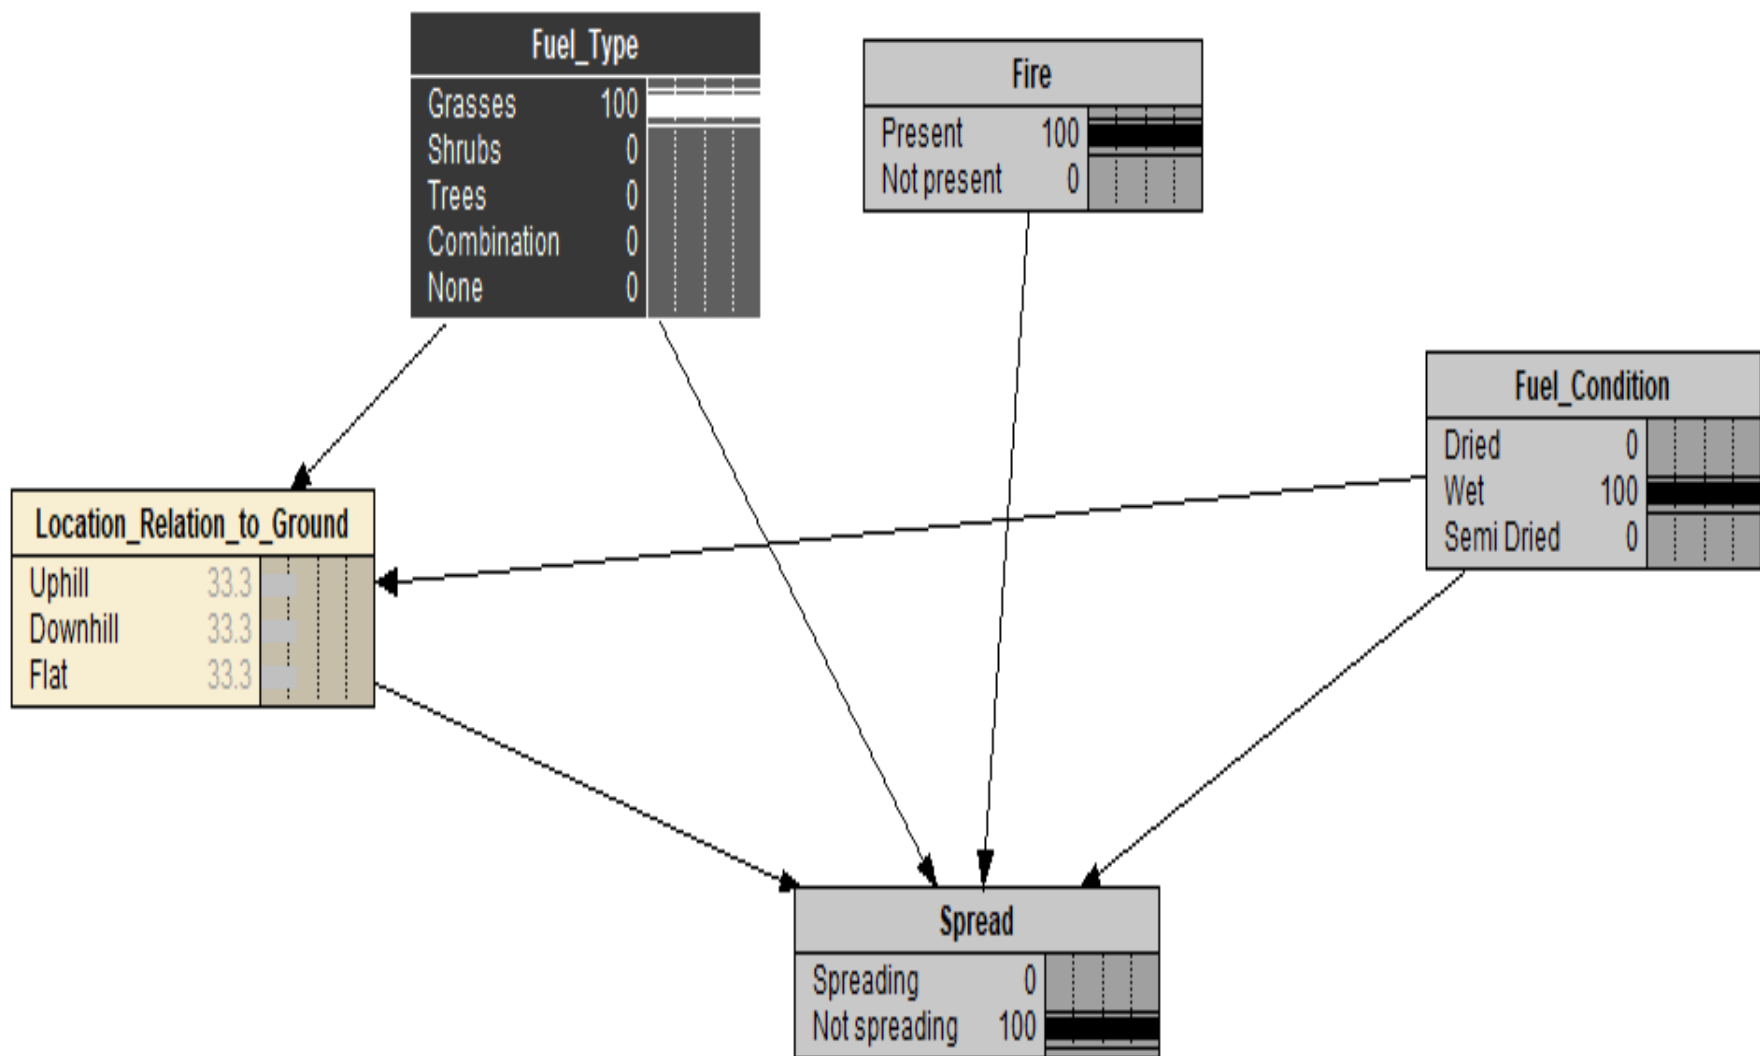 Fuel_Type
Grasses 100
Shrubs 0
Trees 0
Combination 0
None 0
Fire
Present 100
Not present 0
Fuel_Condition
Dried 0
Wet 100
Semi Dried 0
Location_Relation_to_Ground
Uphill 33.3
Downhill 33.3
Flat 33.3
Spread
Spreading 0
Not spreading 100